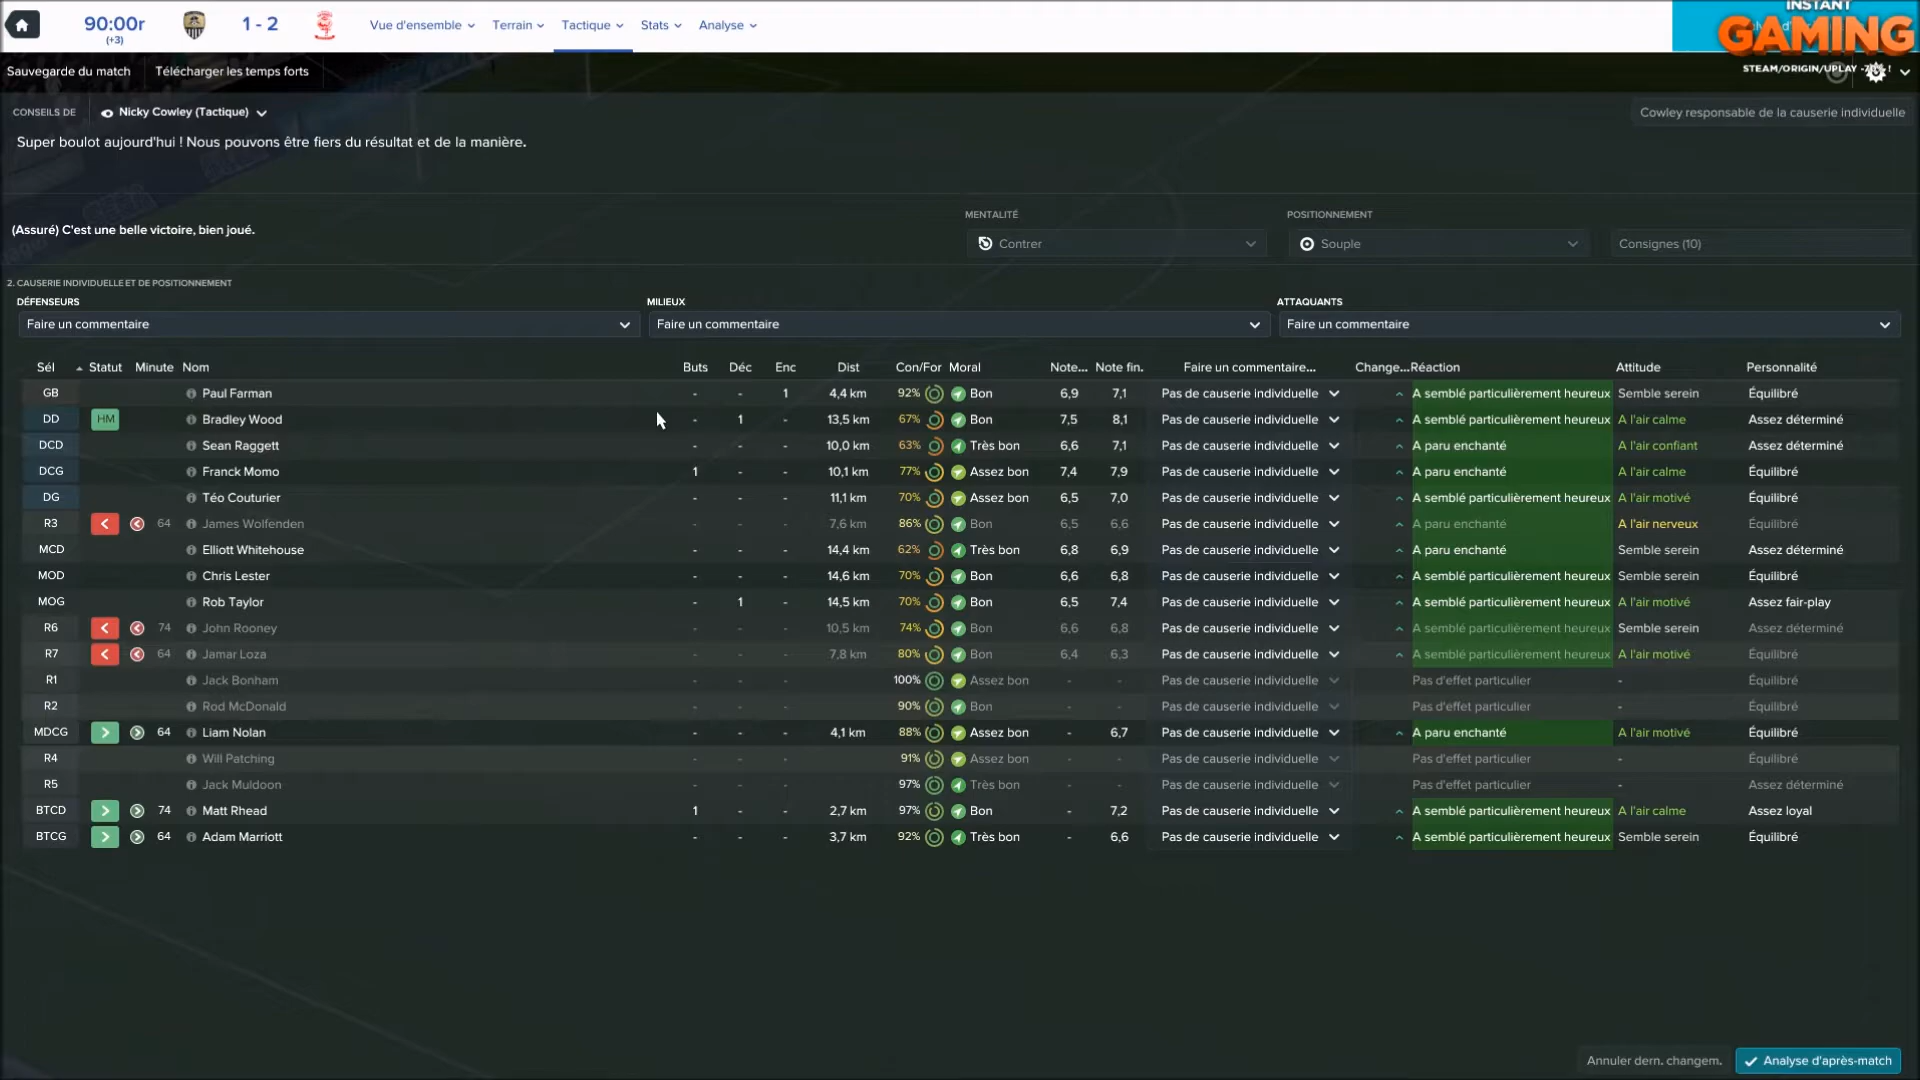 90:00r
(+3)
1 - 2
Vue d'ensemble
Terrain
Tactique
Stats
Analyse
INSTANT
GAMING
STEAM/ORIGIN/UPLAY
Sauvegarde du match
Télécharger les temps forts
CONSEILS DE
Nicky Cowley (Tactique)
Cowley responsable de la causerie individuelle
Super boulot aujourd'hui ! Nous pouvons être fiers du résultat et de la manière.
(Assuré) C'est une belle victoire, bien joué.
MENTALITÉ
POSITIONNEMENT
Contrer
Souple
Consignes (10)
2. CAUSERIE INDIVIDUELLE ET DE POSITIONNEMENT
DÉFENSEURS MILIEUX ATTAQUANTS
Faire un commentaire Faire un commentaire Faire un commentaire
Sél Statut Minute Nom Buts Déc Enc Dist Con/For Moral Note... Note fin. Faire un commentaire... Change... Réaction Attitude Personnalité
GB Paul Farman - - 1 4,4 km 92% Bon 6,9 7,1 Pas de causerie individuelle A semblé particulièrement heureux Semble serein Équilibré
DD HM Bradley Wood - 1 - 13,5 km 67% Bon 7,5 8,1 Pas de causerie individuelle A semblé particulièrement heureux A l'air calme Assez déterminé
DCD Sean Raggett - - - 10,0 km 63% Très bon 6,6 7,1 Pas de causerie individuelle A paru enchanté A l'air confiant Assez déterminé
DCG Franck Momo 1 - - 10,1 km 77% Assez bon 7,4 7,9 Pas de causerie individuelle A paru enchanté A l'air calme Équilibré
DG Téo Couturier - - - 11,1 km 70% Assez bon 6,5 7,0 Pas de causerie individuelle A semblé particulièrement heureux A l'air motivé Équilibré
R3 64 James Wolfenden - - - 7,6 km 86% Bon 6,5 6,6 Pas de causerie individuelle A paru enchanté A l'air nerveux Équilibré
MCD Elliott Whitehouse - - - 14,4 km 62% Très bon 6,8 6,9 Pas de causerie individuelle A paru enchanté Semble serein Assez déterminé
MOD Chris Lester - - - 14,6 km 70% Bon 6,6 6,8 Pas de causerie individuelle A semblé particulièrement heureux Semble serein Équilibré
MOG Rob Taylor - 1 - 14,5 km 70% Bon 6,5 7,4 Pas de causerie individuelle A semblé particulièrement heureux A l'air motivé Assez fair-play
R6 74 John Rooney - - - 10,5 km 74% Bon 6,6 6,8 Pas de causerie individuelle A semblé particulièrement heureux Semble serein Assez déterminé
R7 64 Jamar Loza - - - 7,8 km 80% Bon 6,4 6,3 Pas de causerie individuelle A semblé particulièrement heureux A l'air motivé Équilibré
R1 Jack Bonham - - - 100% Assez bon - - Pas de causerie individuelle Pas d'effet particulier - Équilibré
R2 Rod McDonald - - - 90% Bon - - Pas de causerie individuelle Pas d'effet particulier - Équilibré
MDCG 64 Liam Nolan - - - 4,1 km 88% Assez bon - 6,7 Pas de causerie individuelle A paru enchanté A l'air motivé Équilibré
R4 Will Patching - - - 91% Assez bon - - Pas de causerie individuelle Pas d'effet particulier - Équilibré
R5 Jack Muldoon - - - 97% Très bon - - Pas de causerie individuelle Pas d'effet particulier - Assez déterminé
BTCD 74 Matt Rhead 1 - - 2,7 km 97% Bon - 7,2 Pas de causerie individuelle A semblé particulièrement heureux A l'air calme Assez loyal
BTCG 64 Adam Marriott - - - 3,7 km 92% Très bon - 6,6 Pas de causerie individuelle A semblé particulièrement heureux Semble serein Équilibré
Annuler dern. changem.
Analyse d'après-match